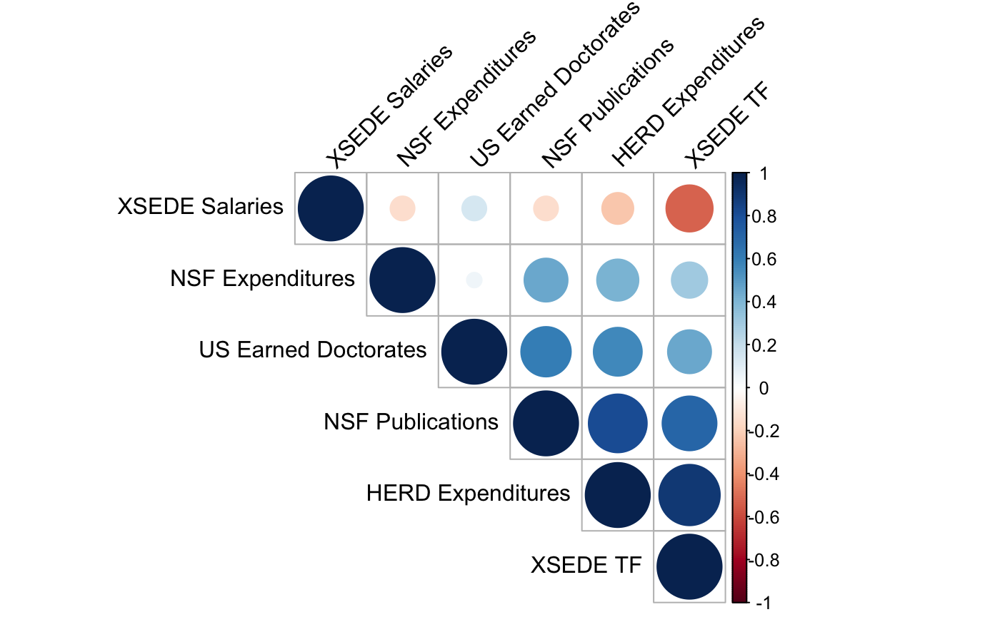 XSEDE Salaries
NSF Expenditures
US Earned Doctorates
NSF Publications
HERD Expenditures
XSEDE TF
XSEDE Salaries
NSF Expenditures
US Earned Doctorates
NSF Publications
HERD Expenditures
XSEDE TF
1
0.8
0.6
0.4
0.2
0
-0.2
-0.4
-0.6
-0.8
-1